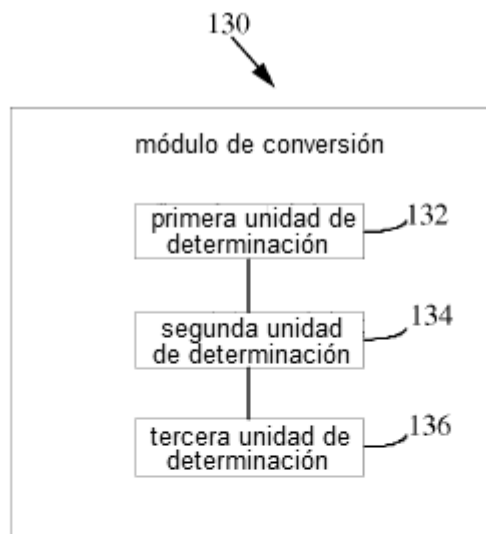 130
módulo de conversión
primera unidad de
determinación
132
segunda unidad
de determinación
134
tercera unidad de
determinación
136